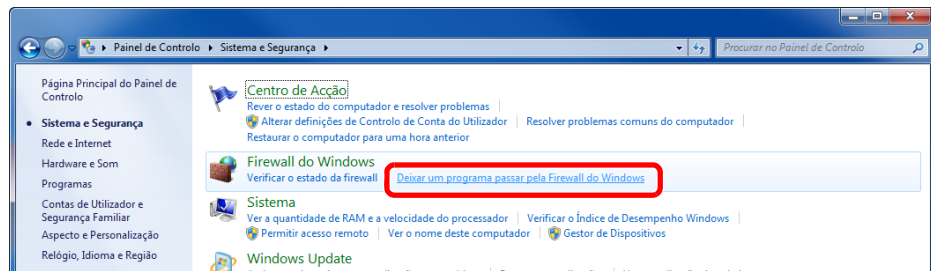 Painel de Controlo ▸ Sistema e Segurança ▸
Procurar no Painel de Controlo
Página Principal do Painel de
Controlo
Sistema e Segurança
Rede e Internet
Hardware e Som
Programas
Contas de Utilizador e
Segurança Familiar
Aspecto e Personalização
Relógio, Idioma e Região
Centro de Acção
Rever o estado do computador e resolver problemas
Alterar definições de Controlo de Conta do Utilizador Resolver problemas comuns do computador
Restaurar o computador para uma hora anterior
Firewall do Windows
Verificar o estado da firewall Deixar um programa passar pela Firewall do Windows
Sistema
Ver a quantidade de RAM e a velocidade do processador Verificar o Índice de Desempenho Windows
Permitir acesso remoto Ver o nome deste computador Gestor de Dispositivos
Windows Update